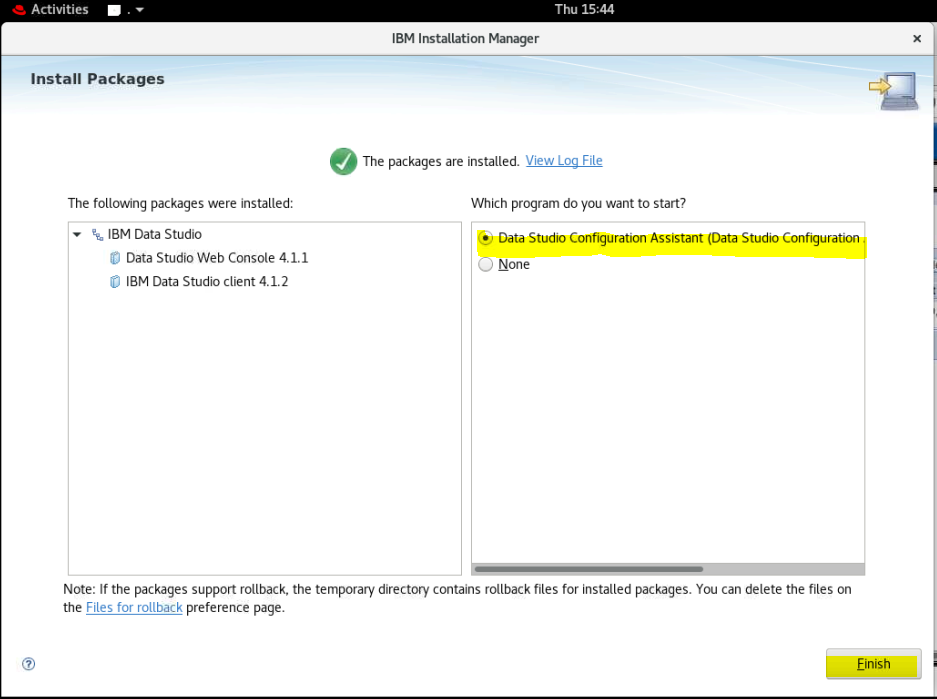 Activities . Thu 15:44
IBM Installation Manager
Install Packages
The packages are installed. View Log File
The following packages were installed:
Which program do you want to start?
IBM Data Studio
Data Studio Web Console 4.1.1
IBM Data Studio client 4.1.2
Data Studio Configuration Assistant (Data Studio Configuration
None
Note: If the packages support rollback, the temporary directory contains rollback files for installed packages. You can delete the files on
the Files for rollback preference page.
Finish